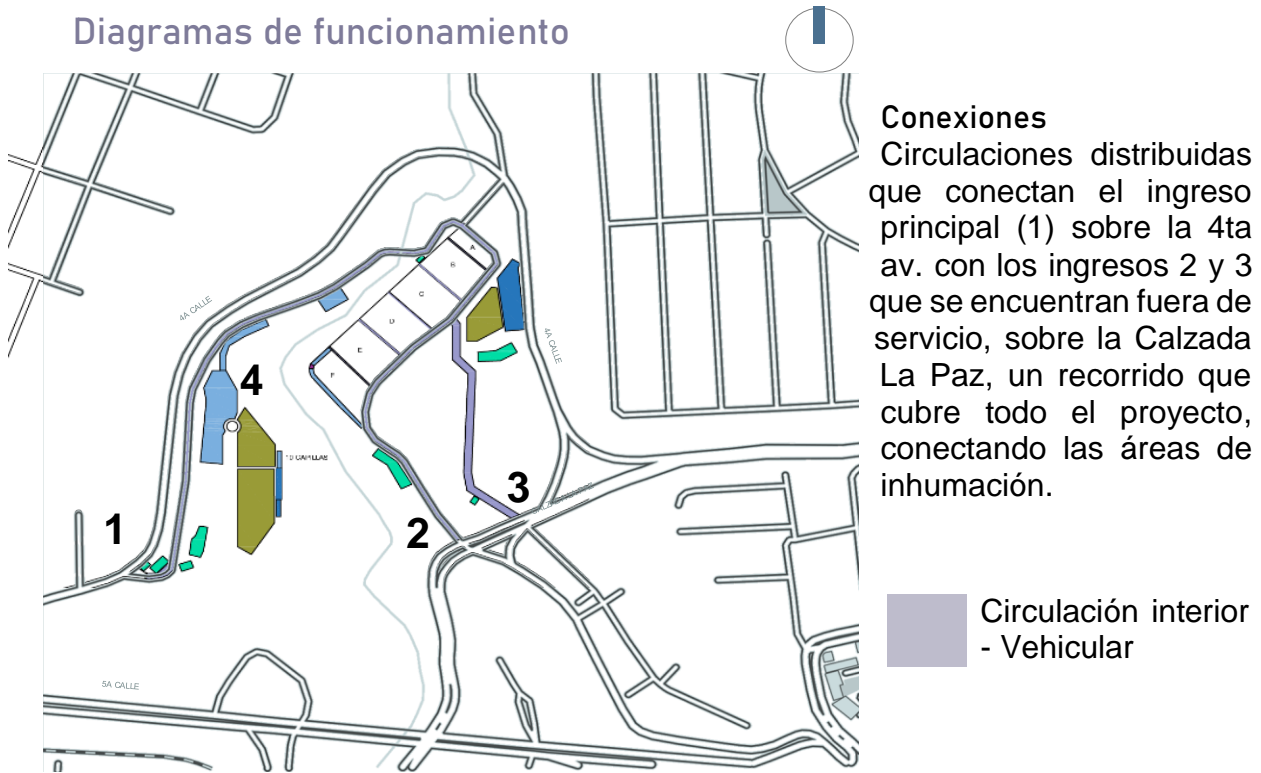 Diagramas de funcionamiento
Conexiones
Circulaciones distribuidas
que conectan el ingreso
principal (1) sobre la 4ta
av. con los ingresos 2 y 3
que se encuentran fuera de
servicio, sobre la Calzada
La Paz, un recorrido que
cubre todo el proyecto,
conectando las áreas de
inhumación.
Circulación interior
- Vehicular
A
B
C
D
E
F
4A CALLE
4A CALLE
4
10 CAPILLAS
3
2
1
5A CALLE